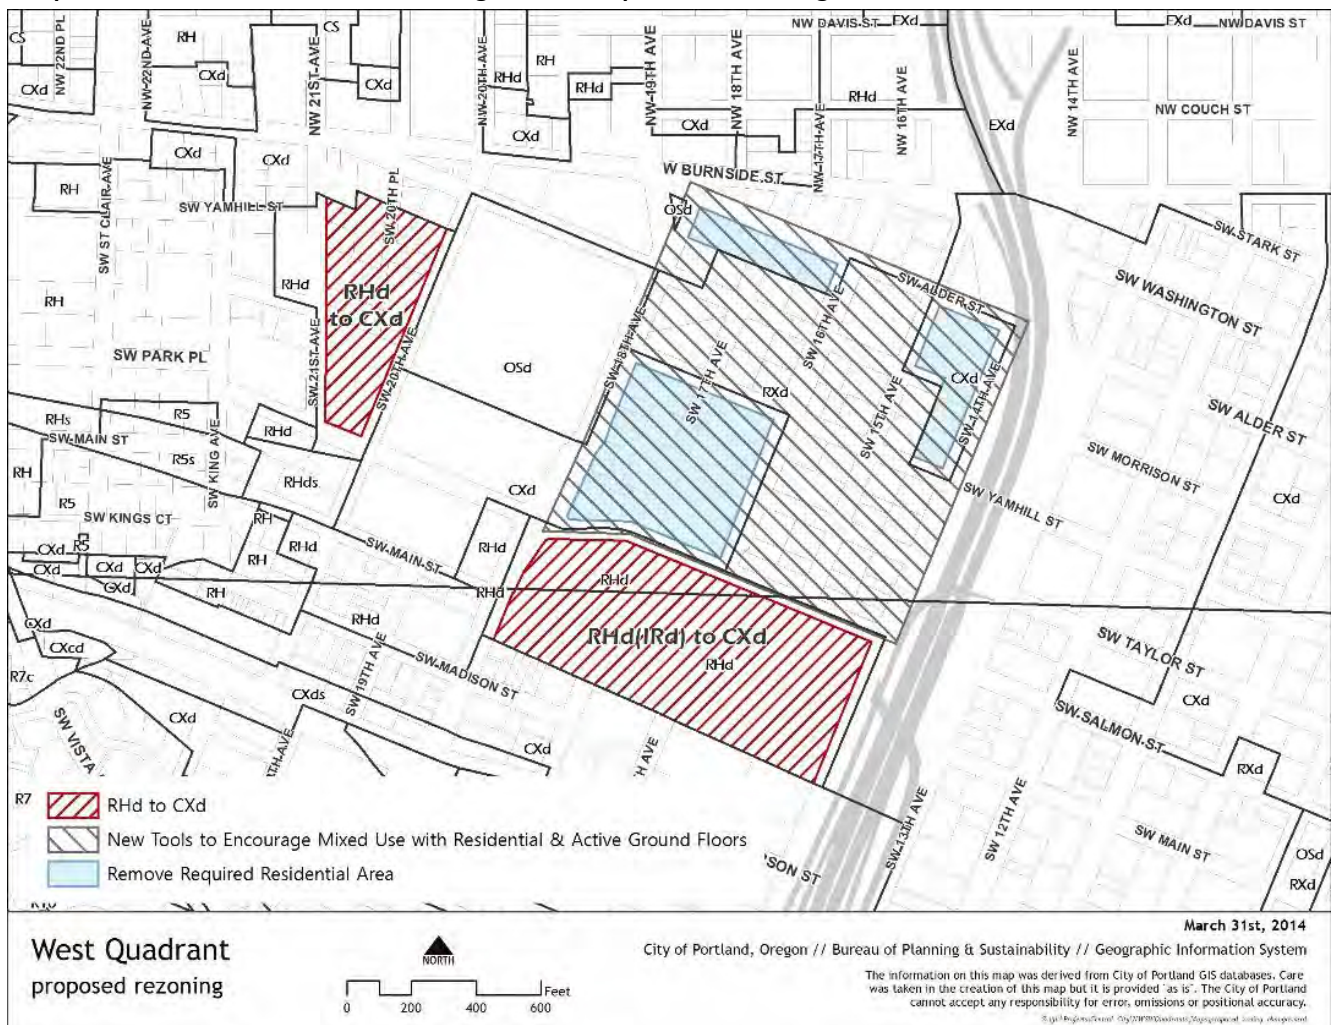 NW DAVIS ST
EXd
EXd
NW DAVIS ST
CS
NW 22ND PL
NW 22ND AVE
RH
CS
NW 21ST AVE
NW 20TH AVE
RH
NW 19TH AVE
NW 18TH AVE
NW 17TH AVE
NW 16TH AVE
NW 14TH AVE
CXd
CXd
CXd
RHd
RHd
RHd
NW COUCH ST
CXd
CXd
EXd
CXd
CXd
W BURNSIDE ST
RH
SW ST CLAIR AVE
SW YAMHILL ST
SW 20TH PL
OSd
SW STARK ST
RHd
SW ALDER ST
SW WASHINGTON ST
RH
RHd
to CXd
SW 16TH AVE
SW PARK PL
SW 21ST AVE
SW 20TH AVE
OSd
SW 18TH AVE
SW 17TH AVE
RXd
CXd
SW 14TH AVE
SW 15TH AVE
RHs
R5
RHd
SW ALDER ST
SW MAIN ST
R5s
SW KING AVE
RH
RHds
SW MORRISON ST
R5
CXd
SW YAMHILL ST
CXd
SW KINGS CT
RH
CXd
R5
RHd
SW MAIN ST
RHd
CXd
CXd
CXd
RH
CXd
RH
RHd
RHd
CXd
RHd
RHd(IRd) to CXd
SW TAYLOR ST
CXcd
RHd
R7c
SW MADISON ST
CXds
SW 19TH AVE
CXd
CXd
SW SALMON ST
SW VISTA
CXd
TH AVE
H AVE
RXd
R7
RHd to CXd
SW 13TH AVE
SW 12TH AVE
SW MAIN ST
New Tools to Encourage Mixed Use with Residential & Active Ground Floors
OSd
Remove Required Residential Area
RSON ST
RXd
March 31st, 2014
West Quadrant
proposed rezoning
NORTH
City of Portland, Oregon // Bureau of Planning & Sustainability // Geographic Information System
0 200 400 600 Feet
The information on this map was derived from City of Portland GIS databases. Care
was taken in the creation of this map but it is provided "as is". The City of Portland
cannot accept any responsibility for error, omissions or positional accuracy.